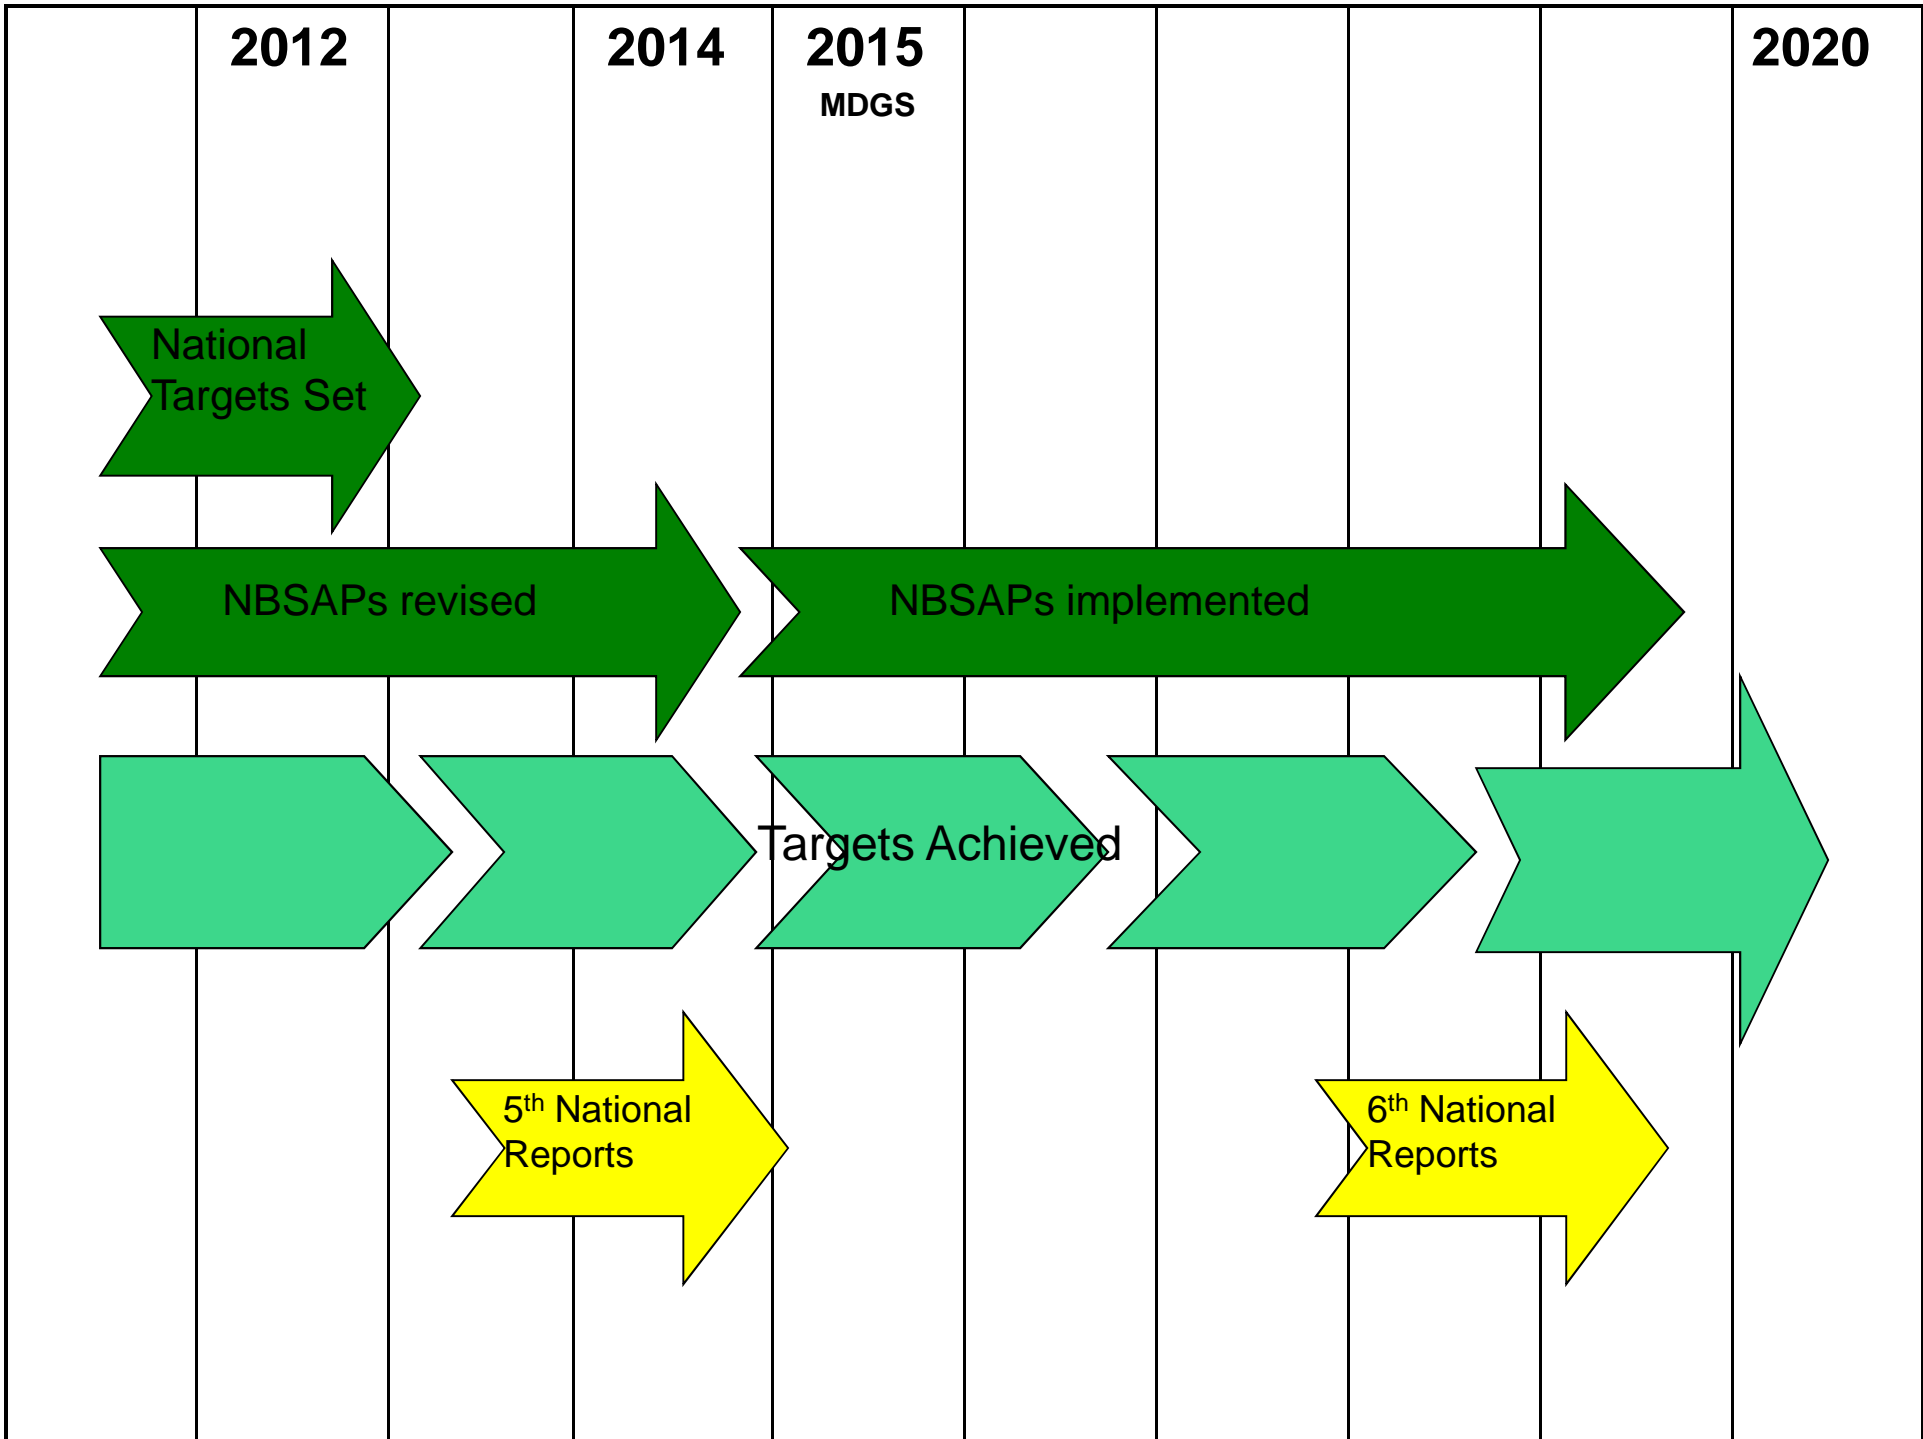 2012 2014 2015 2020
MDGS
National
Targets Set
NBSAPs revised NBSAPs implemented
Targets Achieved
5th National
Reports
6th National
Reports